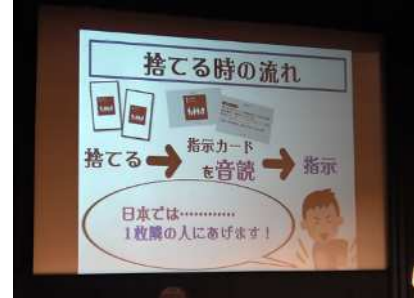 捨てる時の流れ
捨てる
指示カード
を音読
指示
日本では…………
1枚隣の人にあげます！